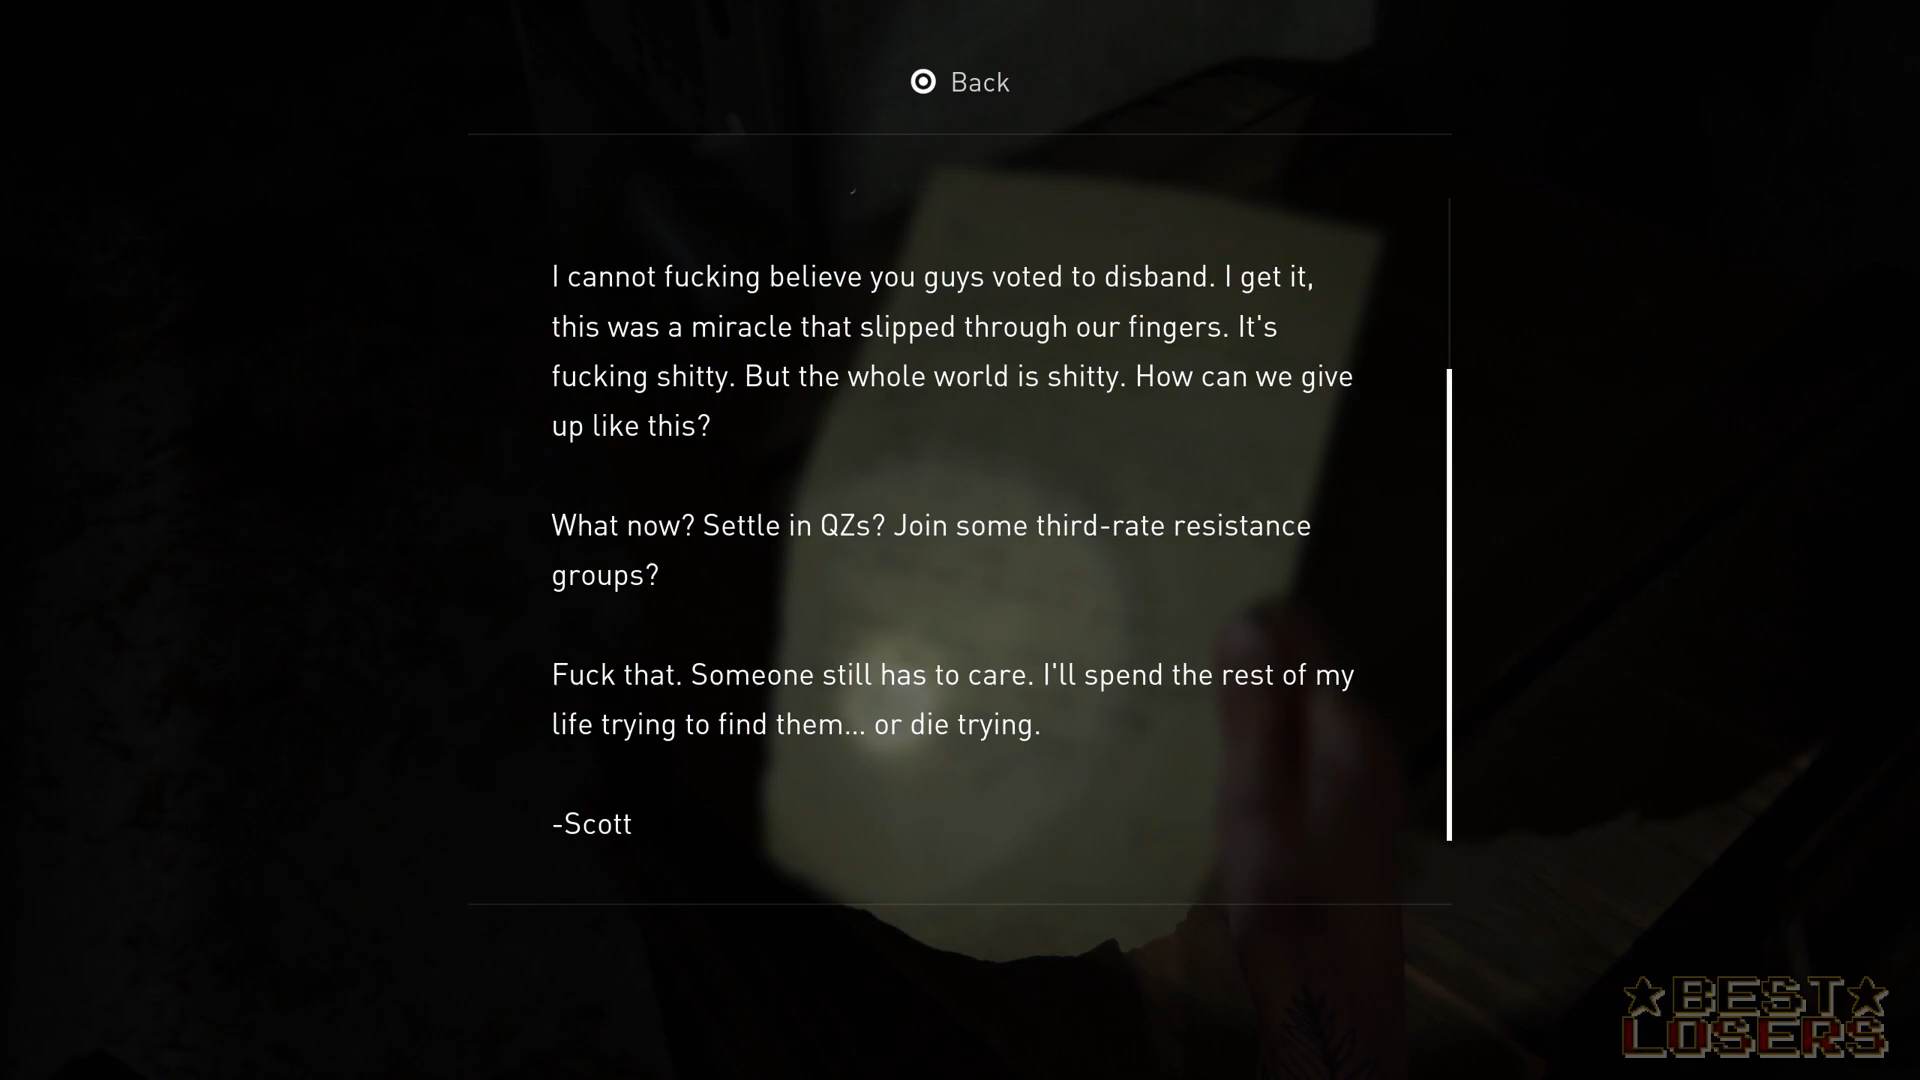 Back
I cannot fucking believe you guys voted to disband. I get it,
this was a miracle that slipped through our fingers. It's
fucking shitty. But the whole world is shitty. How can we give
up like this?
What now? Settle in QZs? Join some third-rate resistance
groups?
Fuck that. Someone still has to care. I'll spend the rest of my
life trying to find them... or die trying.
-Scott
BEST
LOSERS